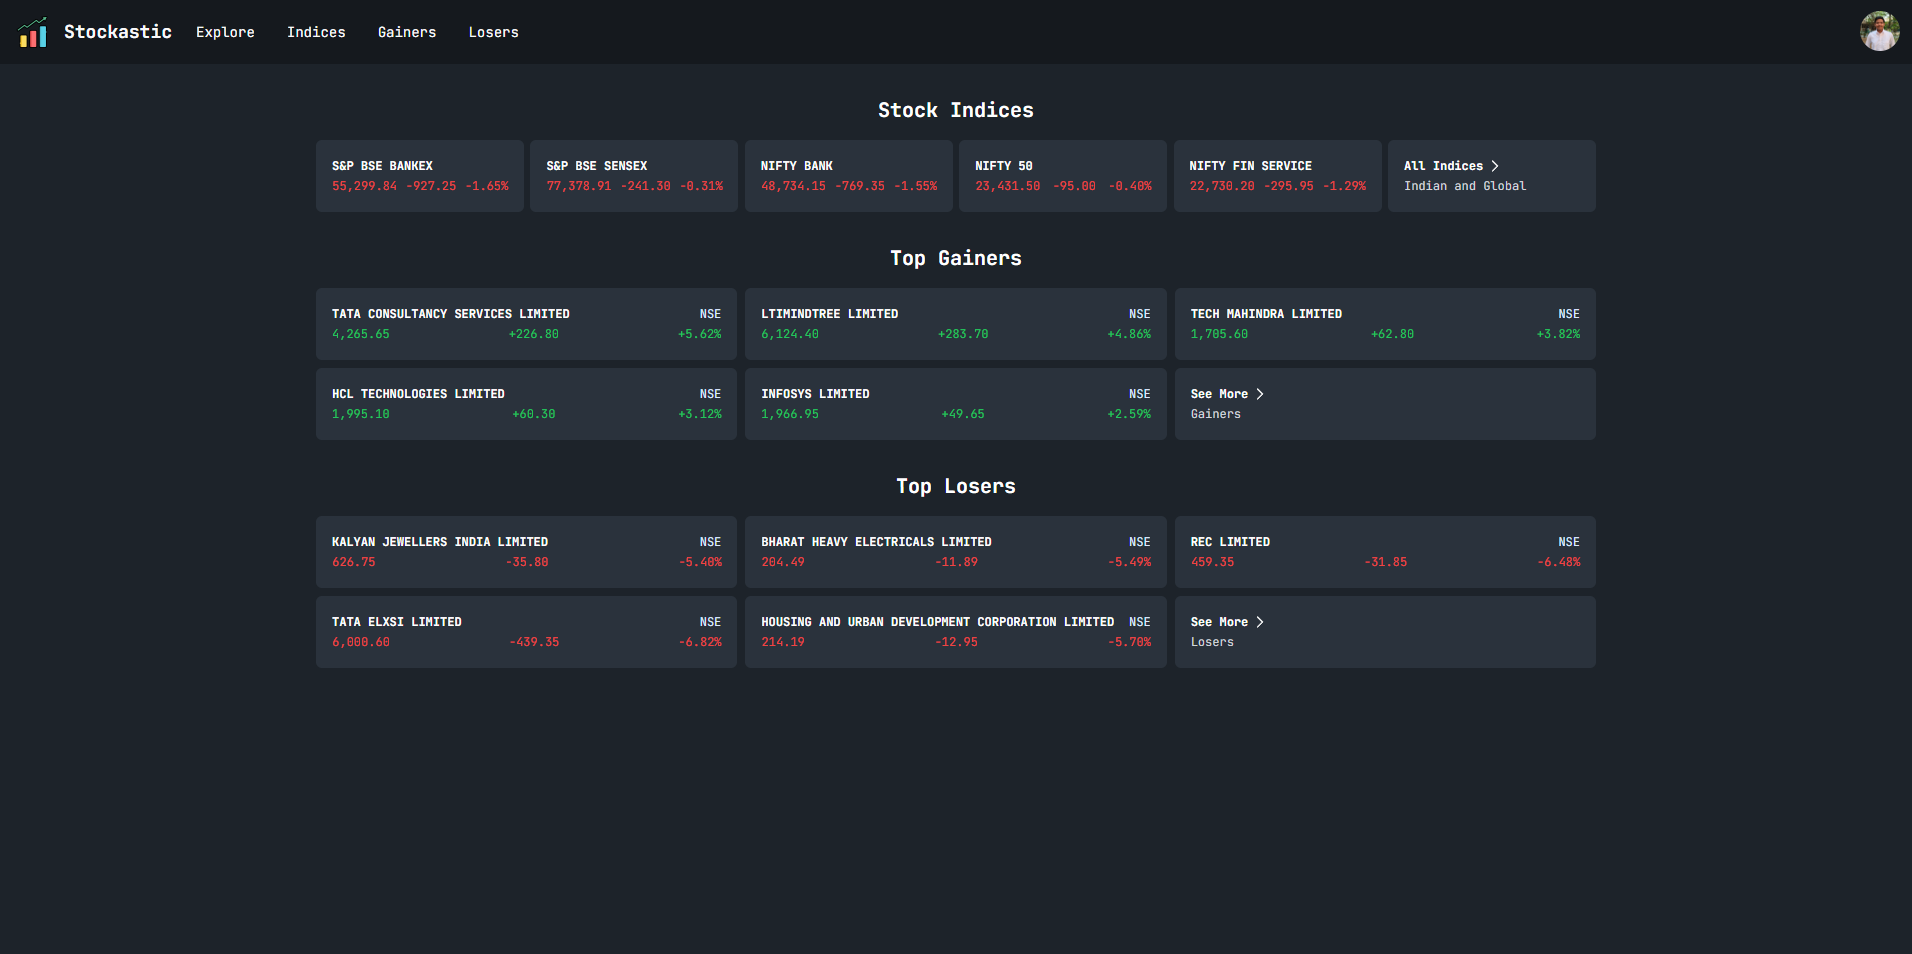 Stockastic Explore Indices Gainers Losers
Stock Indices
S&P BSE BANKEX
55,299.84 -927.25 -1.65%
S&P BSE SENSEX
77,378.91 -241.30 -0.31%
NIFTY BANK
48,734.15 -769.35 -1.55%
NIFTY 50
23,431.50 -95.00 -0.40%
NIFTY FIN SERVICE
22,730.20 -295.95 -1.29%
All Indices
Indian and Global
Top Gainers
TATA CONSULTANCY SERVICES LIMITED NSE
4,265.65 +226.80 +5.62%
LTIMINDTREE LIMITED NSE
6,124.40 +283.70 +4.86%
TECH MAHINDRA LIMITED NSE
1,705.60 +62.80 +3.82%
HCL TECHNOLOGIES LIMITED NSE
1,995.10 +60.30 +3.12%
INFOSYS LIMITED NSE
1,966.95 +49.65 +2.59%
See More
Gainers
Top Losers
KALYAN JEWELLERS INDIA LIMITED NSE
626.75 -35.80 -5.40%
BHARAT HEAVY ELECTRICALS LIMITED NSE
204.49 -11.89 -5.49%
REC LIMITED NSE
459.35 -31.85 -6.48%
TATA ELXSI LIMITED NSE
6,000.60 -439.35 -6.82%
HOUSING AND URBAN DEVELOPMENT CORPORATION LIMITED NSE
214.19 -12.95 -5.70%
See More
Losers